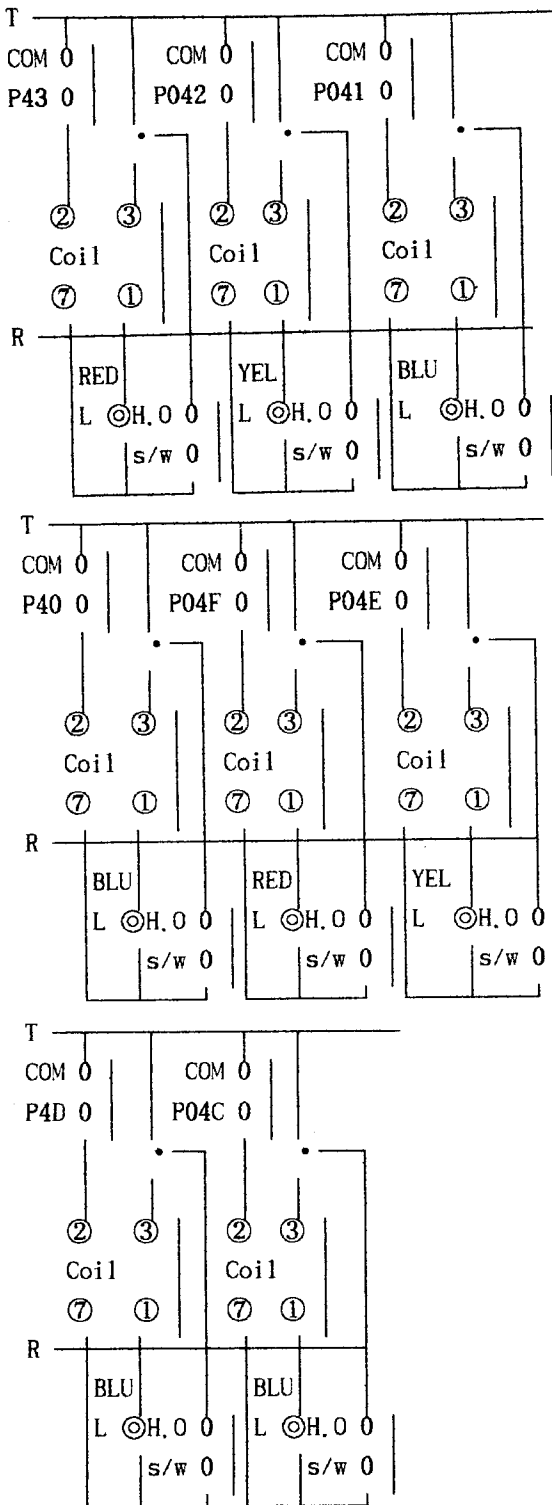 T
COM 0 COM 0 COM 0
P43 0 P042 0 P041 0
② ③ ② ③ ② ③
Coil Coil Coil
⑦ ① ⑦ ① ⑦ ①
R
RED YEL BLU
L ◎H.O 0 L ◎H.O 0 L ◎H.O 0
s/w 0 s/w 0 s/w 0
T
COM 0 COM 0 COM 0
P40 0 P04F 0 P04E 0
② ③ ② ③ ② ③
Coil Coil Coil
⑦ ① ⑦ ① ⑦ ①
R
BLU RED YEL
L ◎H.O 0 L ◎H.O 0 L ◎H.O 0
s/w 0 s/w 0 s/w 0
T
COM 0 COM 0
P4D 0 P04C 0
② ③ ② ③
Coil Coil
⑦ ① ⑦ ①
R
BLU BLU
L ◎H.O 0 L ◎H.O 0
s/w 0 s/w 0